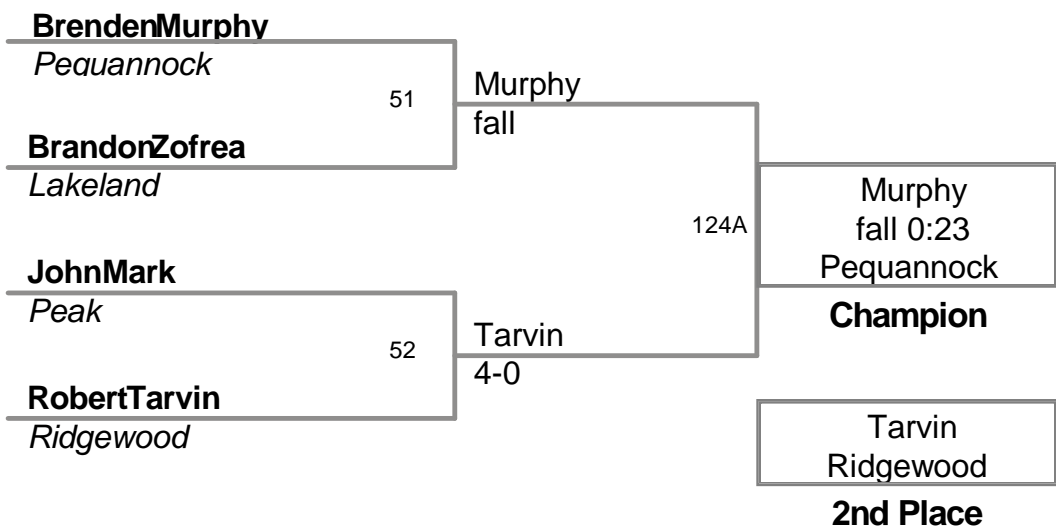 BrendenMurphy
Pequannock
51
BrandonZofrea
Lakeland
Murphy
fall
JohnMark
Peak
52
RobertTarvin
Ridgewood
Tarvin
4-0
124A
Murphy
fall 0:23
Pequannock
Champion
Tarvin
Ridgewood
2nd Place